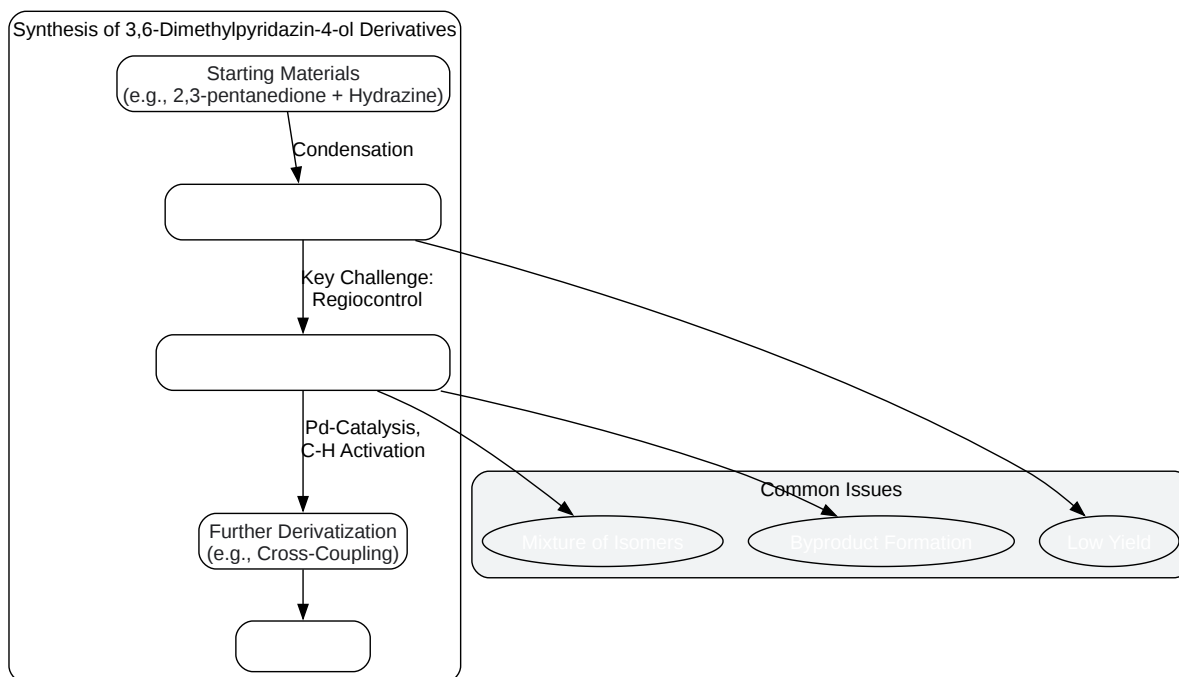 Synthesis of 3,6-Dimethylpyridazin-4-ol Derivatives
Starting Materials
(e.g., 2,3-pentanedione + Hydrazine)
Condensation
Key Challenge:
Regiocontrol
Pd-Catalysis,
C-H Activation
Further Derivatization
(e.g., Cross-Coupling)
Common Issues
Mixture of Isomers
Byproduct Formation
Low Yield